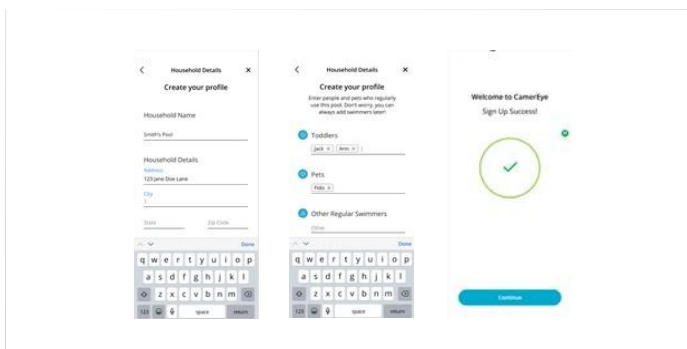 Household Details
Create your profile
Household Name
Smith's Pool
Household Details
Address
123 Jane Doe Lane
City
State Zip Code
Done
q w e r t y u i o p
a s d f g h j k l
z x c v b n m
123 space return
Household Details
Create your profile
Enter people and pets who regularly
use this pool. Don't worry, you can
always add swimmers later!
Toddlers
Jack × Ann ×
Pets
Fido ×
Other Regular Swimmers
Other
Done
q w e r t y u i o p
a s d f g h j k l
z x c v b n m
123 space return
Welcome to CamerEye
Sign Up Success!
Continue